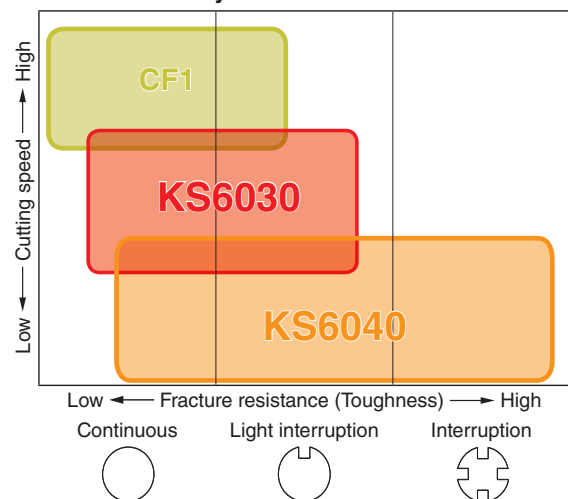 CF1
KS6030
KS6040
Low ← Cutting speed → High
Low ← Fracture resistance (Toughness) → High
Continuous Light interruption Interruption